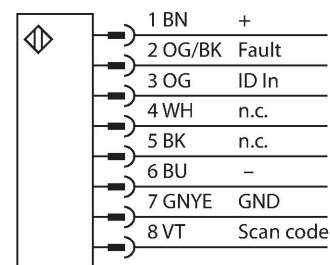 1 BN +
2 OG/BK Fault
3 OG ID In
4 WH n.c.
5 BK n.c.
6 BU –
7 GNYE GND
8 VT Scan code